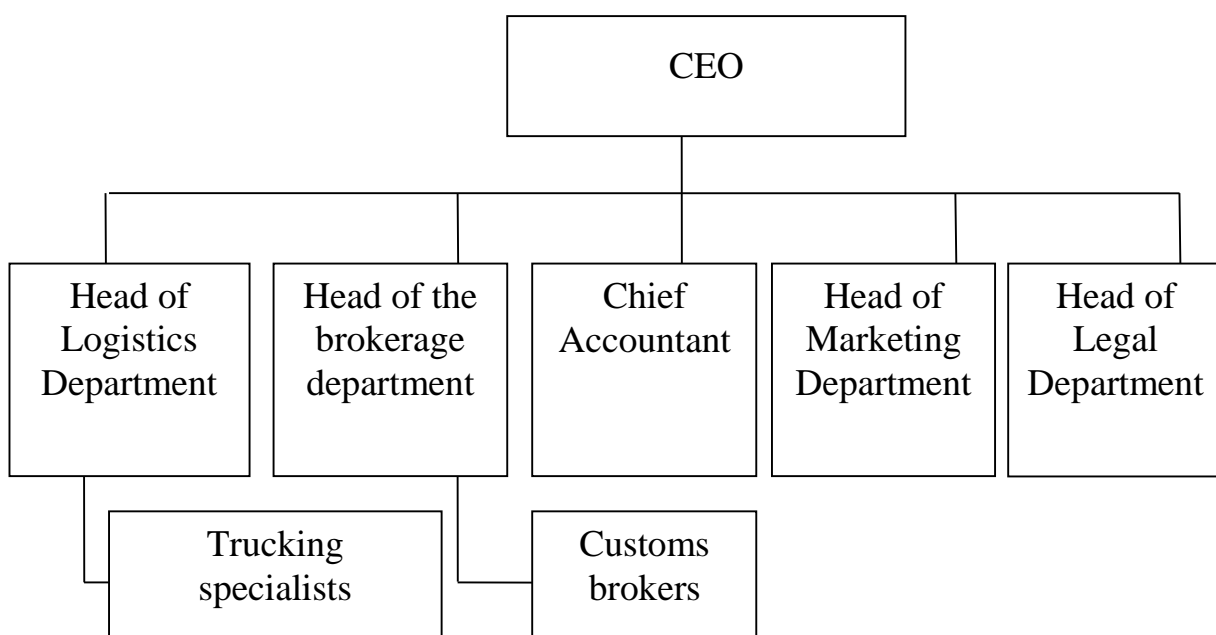 CEO
Head of
Logistics
Department
Head of the
brokerage
department
Chief
Accountant
Head of
Marketing
Department
Head of
Legal
Department
Trucking
specialists
Customs
brokers